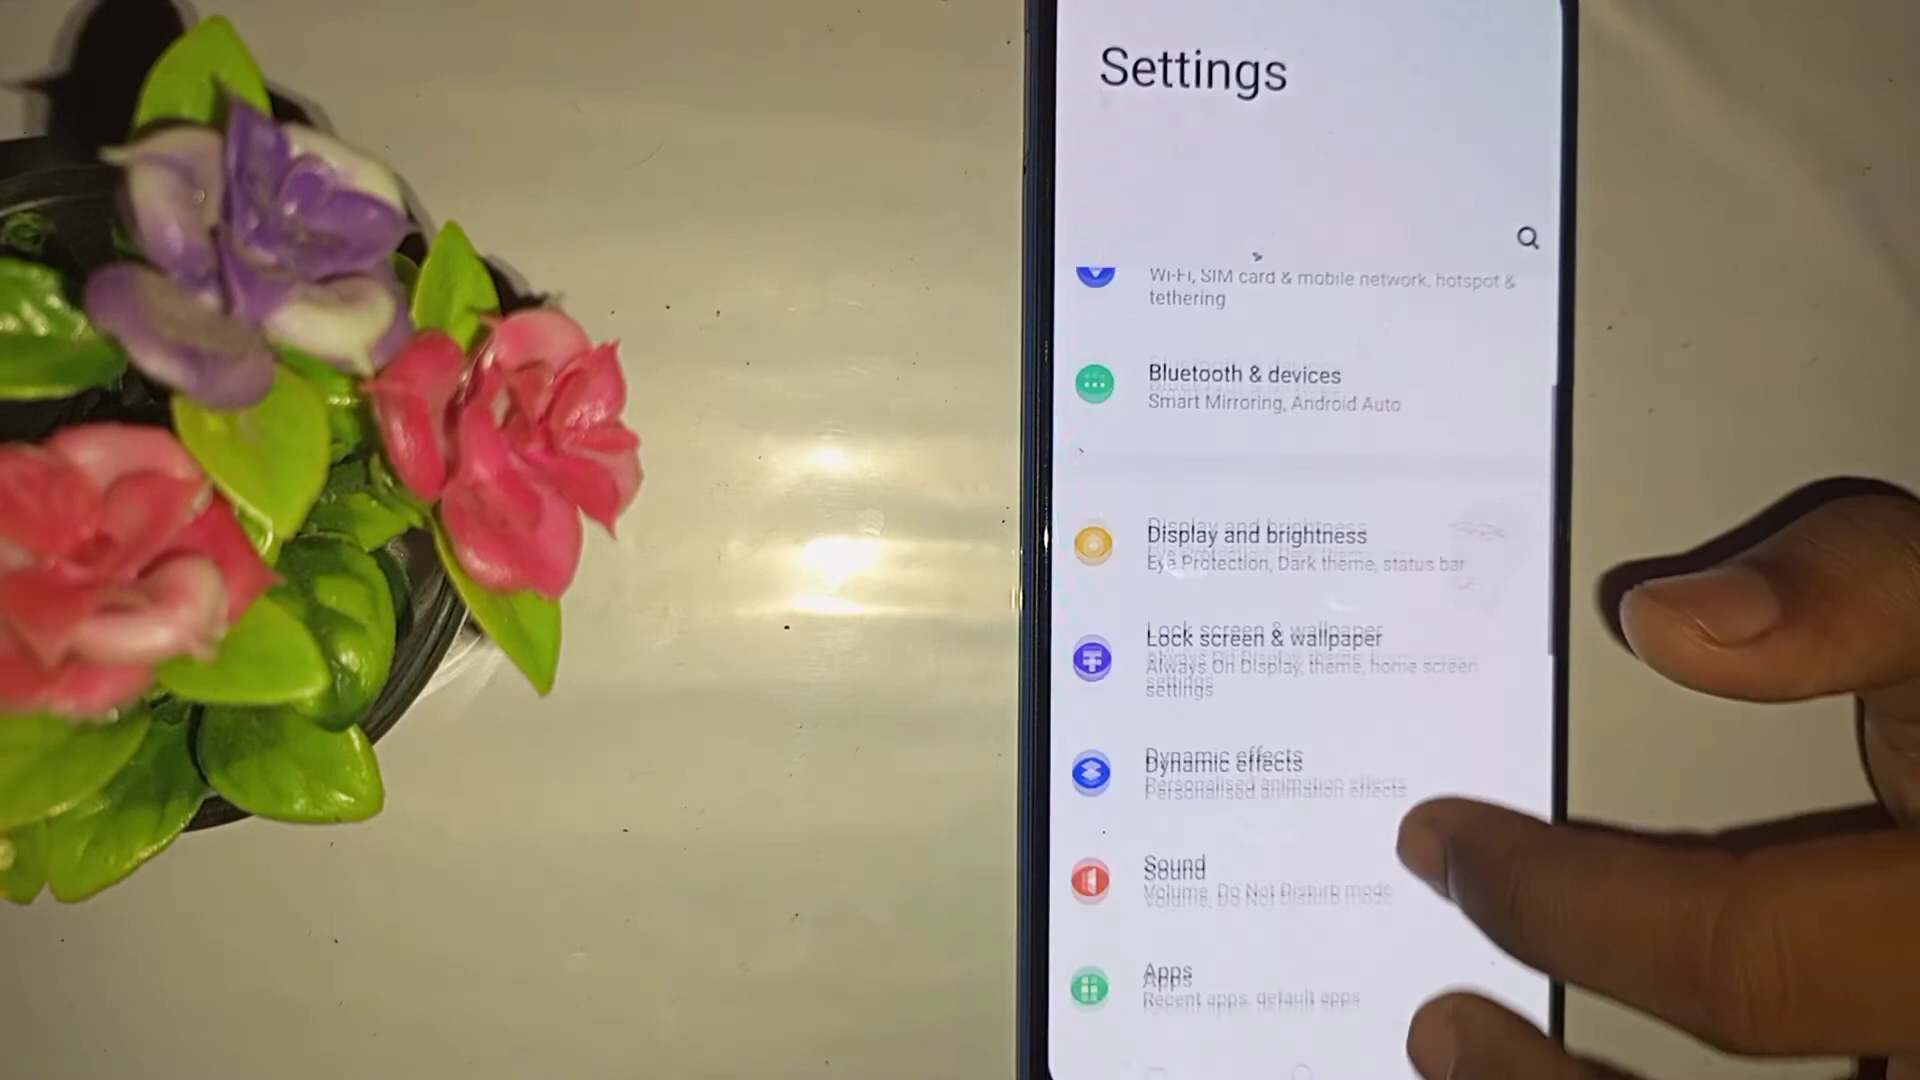 Settings
Wi-Fi, SIM card & mobile network, hotspot &
tethering
Bluetooth & devices
Smart Mirroring, Android Auto
Display and brightness
Eye Protection, Dark theme, status bar
Lock screen & wallpaper
Always On Display, theme, home screen
settings
Dynamic effects
Personalised animation effects
Sound
Volume, Do Not Disturb mode
Apps
Recent apps, default apps